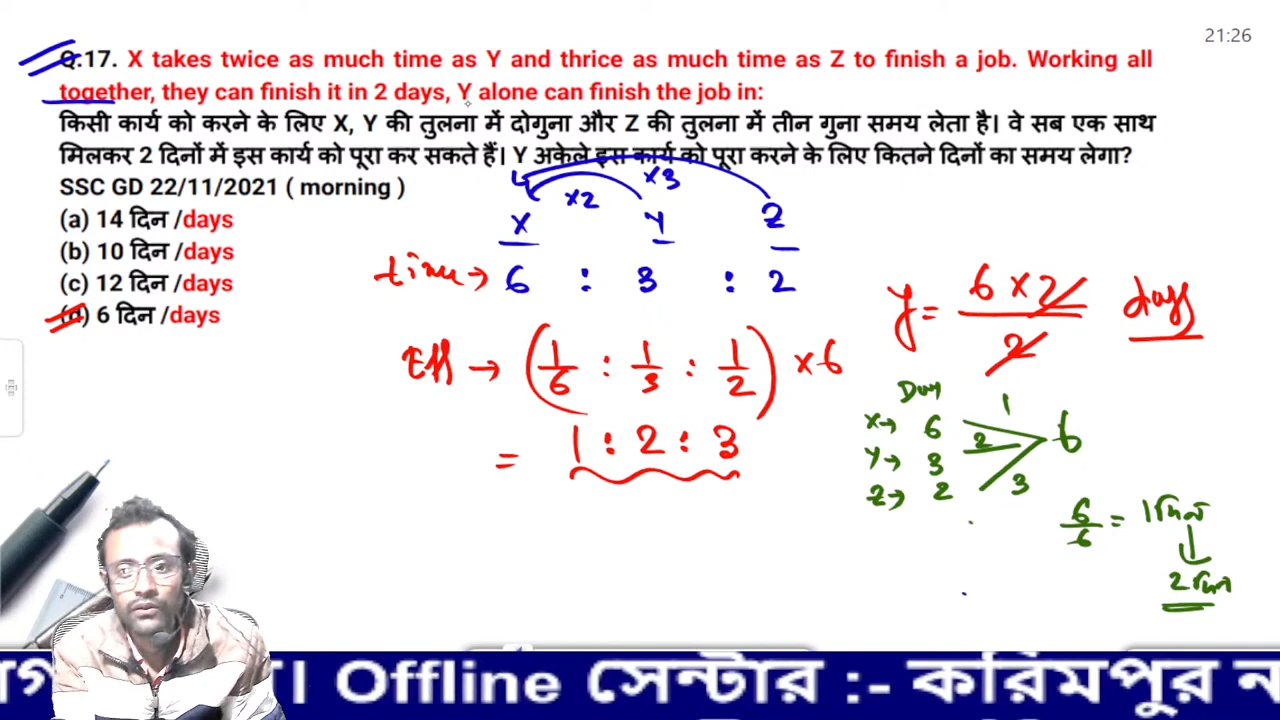 21:26
Q.17. X takes twice as much time as Y and thrice as much time as Z to finish a job. Working all
together, they can finish it in 2 days, Y alone can finish the job in:
किसी कार्य को करने के लिए X, Y की तुलना में दोगुना और Z की तुलना में तीन गुना समय लेता है। वे सब एक साथ
मिलकर 2 दिनों में इस कार्य को पूरा कर सकते हैं। Y अकेले इस कार्य को पूरा करने के लिए कितने दिनों का समय लेगा?
SSC GD 22/11/2021 ( morning )
(a) 14 दिन /days
(b) 10 दिन /days
(c) 12 दिन /days
(d) 6 दिन /days
×3
×2
X Y Z
time → 6 : 3 : 2
Eff → (1/6 : 1/3 : 1/2) × 6
= 1 : 2 : 3
Y = 6 × 2 / 2 days
Day
X→ 6 1
Y→ 3 2 6
Z→ 2 3
6/6 = 1 दिन
↓
2 दिन
। Offline সেন্টার :- করিমপুর ন